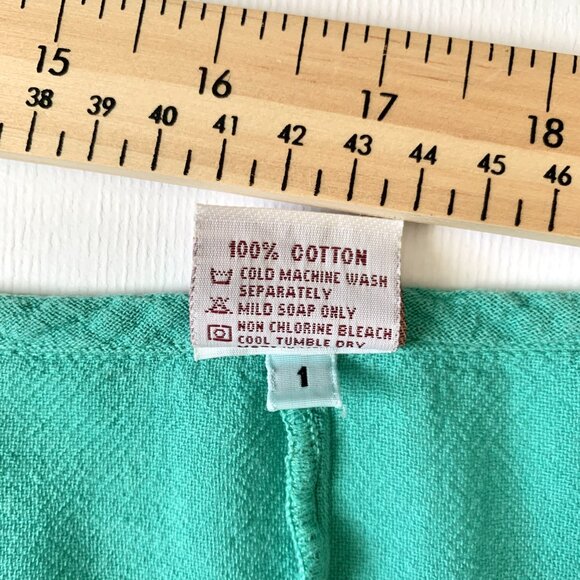 15 16 17 18
38 39 40 41 42 43 44 45 46
100% COTTON
COLD MACHINE WASH
SEPARATELY
MILD SOAP ONLY
NON CHLORINE BLEACH
COOL TUMBLE DRY
1